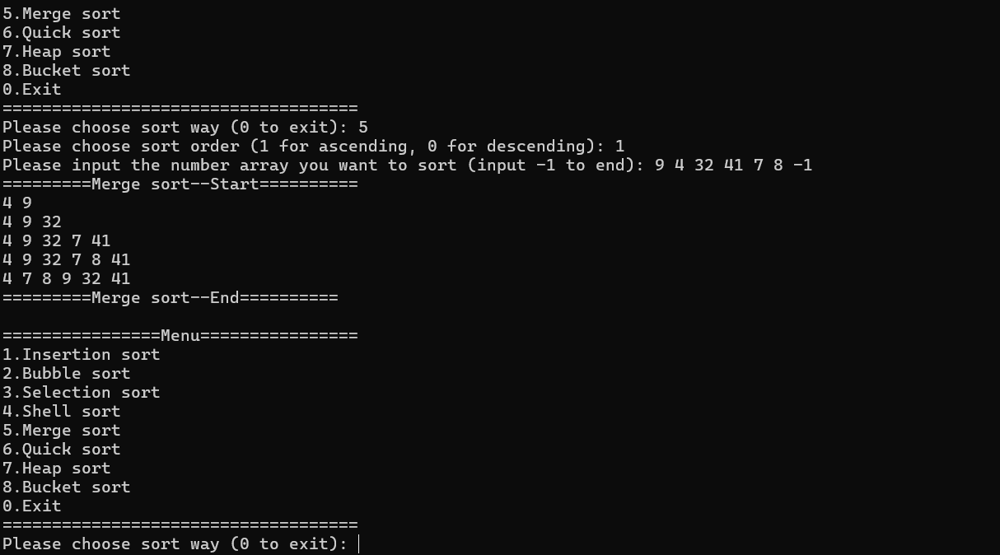 5.Merge sort
6.Quick sort
7.Heap sort
8.Bucket sort
0.Exit
====================================
Please choose sort way (0 to exit): 5
Please choose sort order (1 for ascending, 0 for descending): 1
Please input the number array you want to sort (input -1 to end): 9 4 32 41 7 8 -1
=========Merge sort--Start==========
4 9
4 9 32
4 9 32 7 41
4 9 32 7 8 41
4 7 8 9 32 41
=========Merge sort--End==========
================Menu================
1.Insertion sort
2.Bubble sort
3.Selection sort
4.Shell sort
5.Merge sort
6.Quick sort
7.Heap sort
8.Bucket sort
0.Exit
====================================
Please choose sort way (0 to exit):